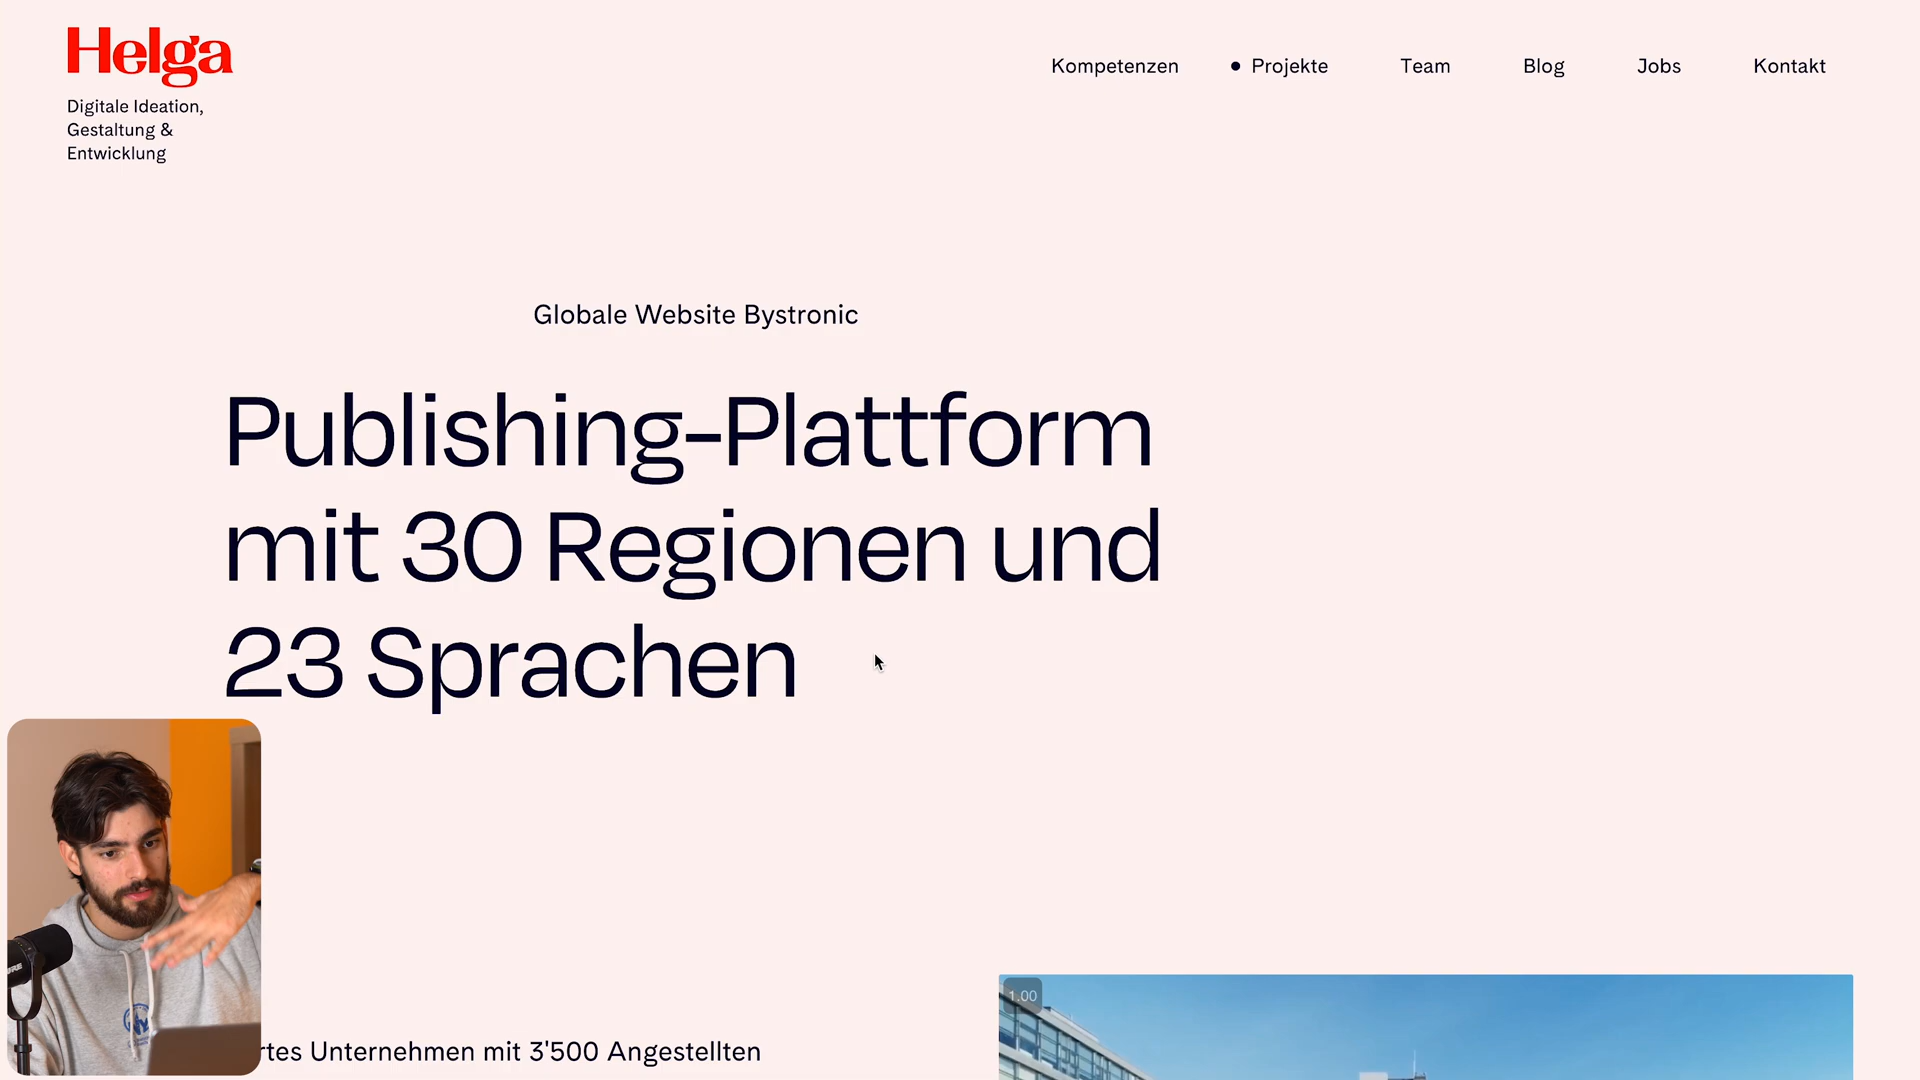 Helga
Digitale Ideation,
Gestaltung &
Entwicklung
Kompetenzen
Projekte
Team
Blog
Jobs
Kontakt
Globale Website Bystronic
Publishing-Plattform
mit 30 Regionen und
23 Sprachen
1.00
Unternehmen mit 3'500 Angestellten